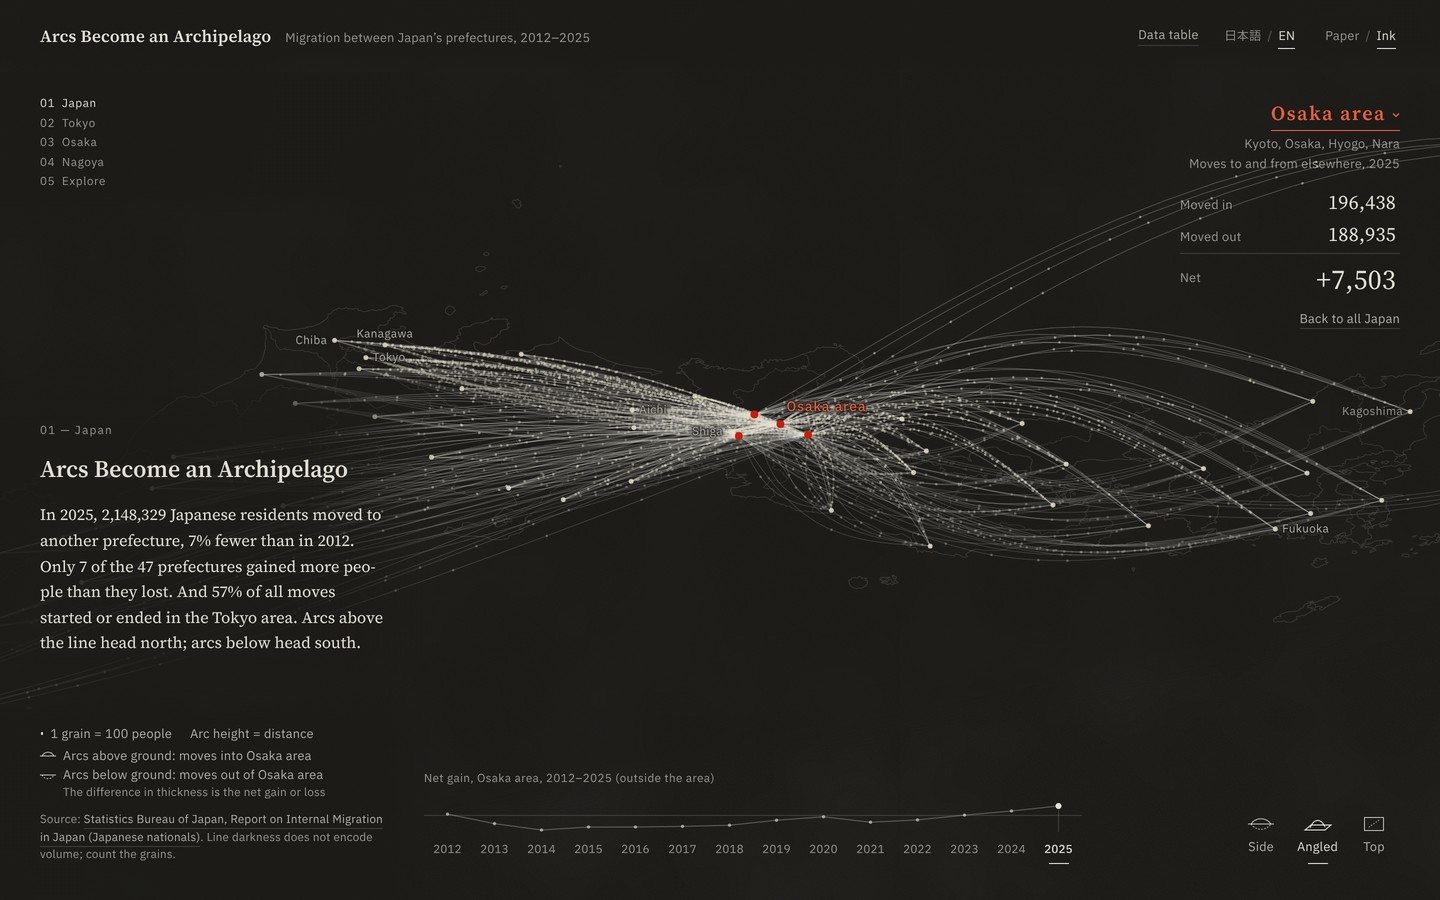 Arcs Become an Archipelago
Migration between Japan's prefectures, 2012–2025
Data table
日本語 / EN
Paper / Ink
01 Japan
02 Tokyo
03 Osaka
04 Nagoya
05 Explore
Osaka area
Kyoto, Osaka, Hyogo, Nara
Moves to and from elsewhere, 2025
Moved in 196,438
Moved out 188,935
Net +7,503
Back to all Japan
Chiba
Kanagawa
Tokyo
Aichi
Shiga
Osaka area
Kagoshima
Fukuoka
01 — Japan
Arcs Become an Archipelago
In 2025, 2,148,329 Japanese residents moved to
another prefecture, 7% fewer than in 2012.
Only 7 of the 47 prefectures gained more peo-
ple than they lost. And 57% of all moves
started or ended in the Tokyo area. Arcs above
the line head north; arcs below head south.
1 grain = 100 people Arc height = distance
Arcs above ground: moves into Osaka area
Arcs below ground: moves out of Osaka area
The difference in thickness is the net gain or loss
Source: Statistics Bureau of Japan, Report on Internal Migration
in Japan (Japanese nationals). Line darkness does not encode
volume; count the grains.
Net gain, Osaka area, 2012–2025 (outside the area)
2012 2013 2014 2015 2016 2017 2018 2019 2020 2021 2022 2023 2024 2025
Side Angled Top